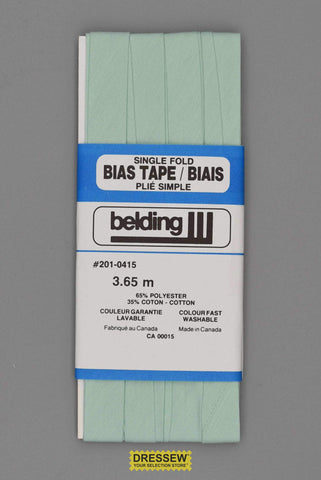 SINGLE FOLD
BIAS TAPE / BIAIS
PLIÉ SIMPLE
belding
#201-0415
3.65 m
65% POLYESTER
35% COTON - COTTON
COULEUR GARANTIE COLOUR FAST
LAVABLE WASHABLE
Fabriqué au Canada Made in Canada
CA 00015
DRESSEW
YOUR SELECTION STORE